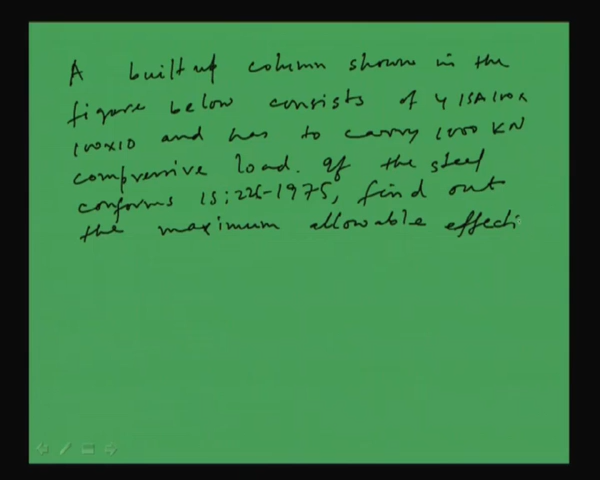 A built up column shown in the
figure below consists of 4 ISA 100x
100x10 and has to carry 1000 KN
compressive load. If the steel
conforms IS:226-1975, find out
the maximum allowable effecti